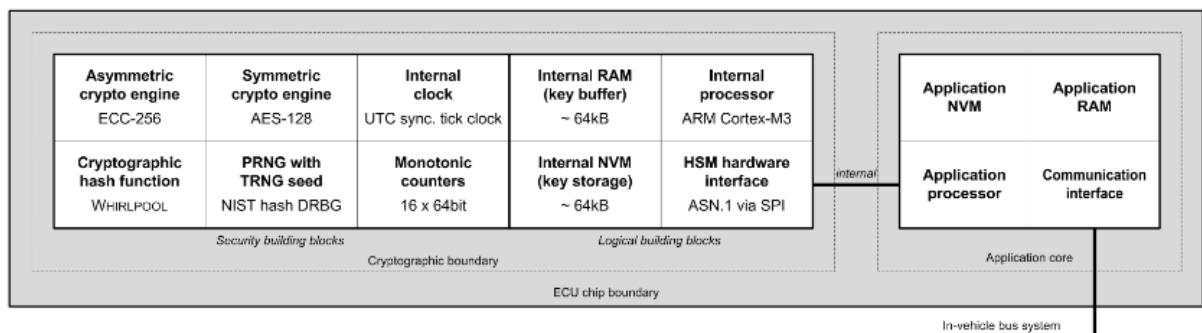 Asymmetric
crypto engine
ECC-256
Symmetric
crypto engine
AES-128
Internal
clock
UTC sync. tick clock
Internal RAM
(key buffer)
~ 64kB
Internal
processor
ARM Cortex-M3
Cryptographic
hash function
WHIRLPOOL
PRNG with
TRNG seed
NIST hash DRBG
Monotonic
counters
16 x 64bit
Internal NVM
(key storage)
~ 64kB
HSM hardware
interface
ASN.1 via SPI
Security building blocks
Logical building blocks
Cryptographic boundary
internal
Application
NVM
Application
RAM
Application
processor
Communication
interface
Application core
ECU chip boundary
In-vehicle bus system